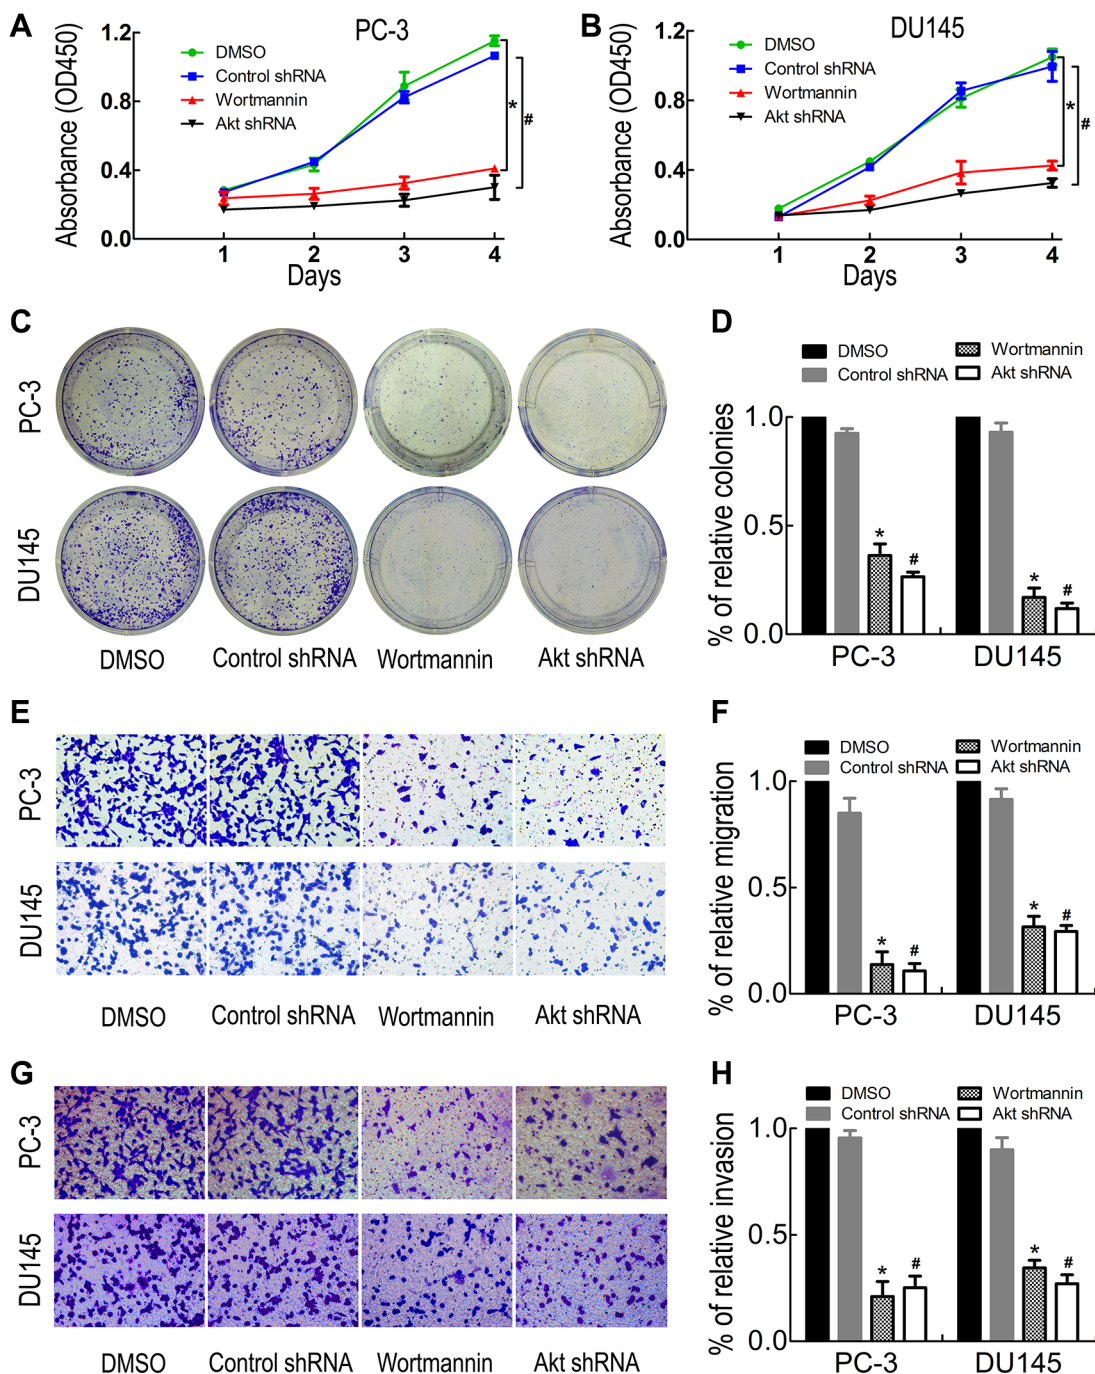 A
PC-3
Absorbance (OD450)
1.2
0.8
0.4
0.0
DMSO
Control shRNA
Wortmannin
Akt shRNA
*
#
1 2 3 4
Days
B
DU145
Absorbance (OD450)
1.2
0.8
0.4
0.0
DMSO
Control shRNA
Wortmannin
Akt shRNA
*
#
1 2 3 4
Days
C
PC-3
DU145
DMSO Control shRNA Wortmannin Akt shRNA
D
DMSO Wortmannin
Control shRNA Akt shRNA
% of relative colonies
1.0
0.5
0.0
* # * #
PC-3 DU145
E
PC-3
DU145
DMSO Control shRNA Wortmannin Akt shRNA
F
DMSO Wortmannin
Control shRNA Akt shRNA
% of relative migration
1.0
0.5
0.0
* # * #
PC-3 DU145
G
PC-3
DU145
DMSO Control shRNA Wortmannin Akt shRNA
H
DMSO Wortmannin
Control shRNA Akt shRNA
% of relative invasion
1.0
0.5
0.0
* # * #
PC-3 DU145